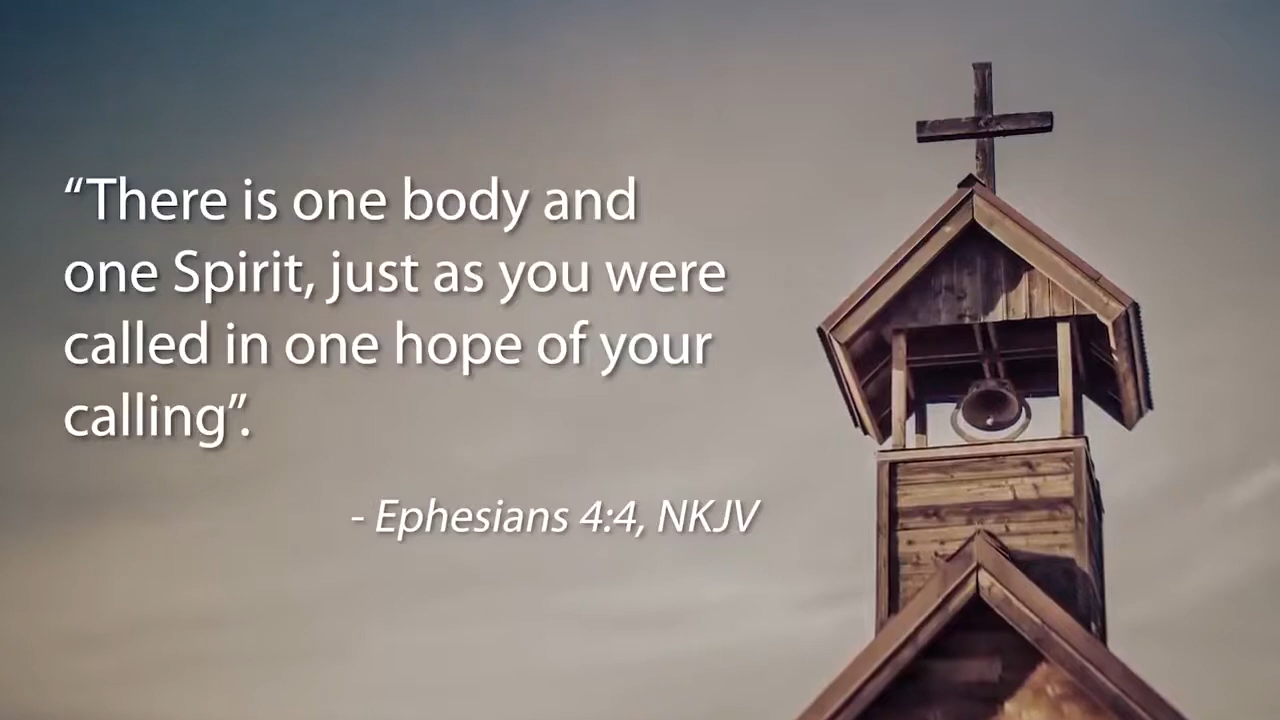 “There is one body and
one Spirit, just as you were
called in one hope of your
calling”.
- Ephesians 4:4, NKJV